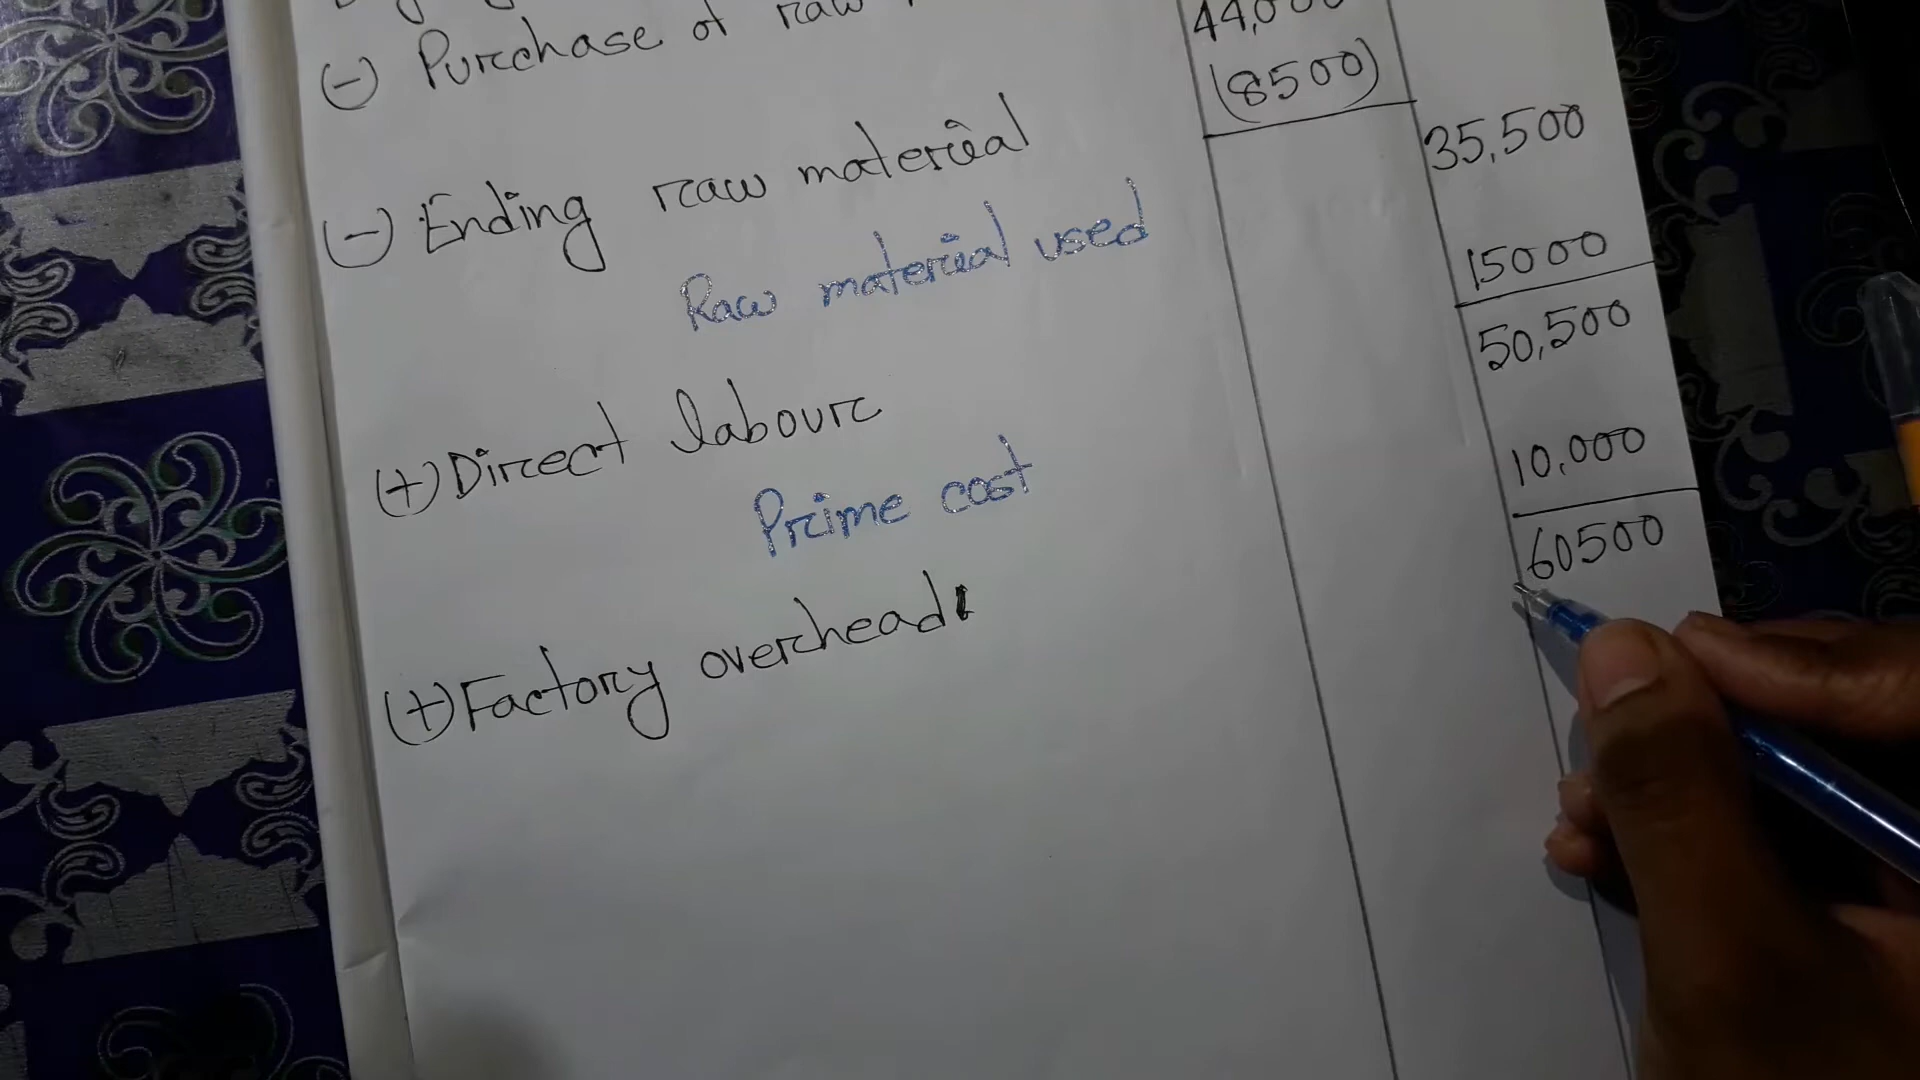 (-) Purchase of raw
44,000
(8500)
(-) Ending raw material
35,500
Raw material used
15000
50,500
(+) Direct labour
10,000
Prime cost
60500
(+) Factory overhead